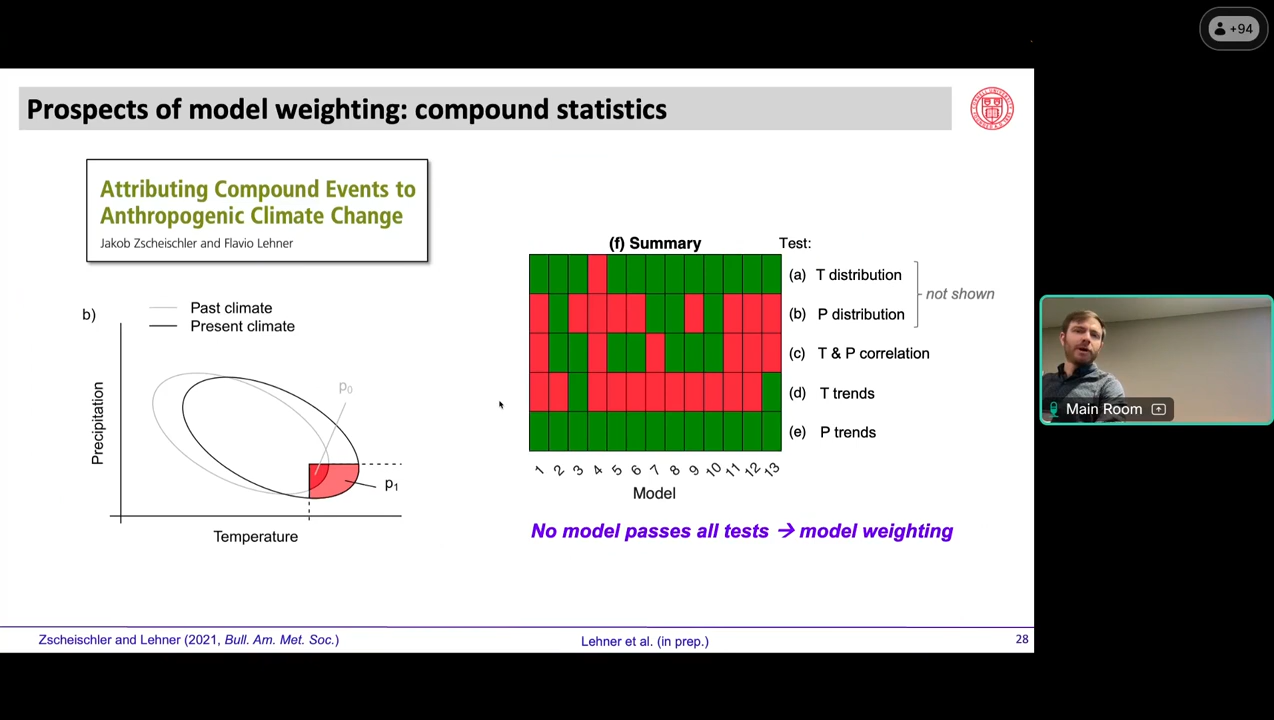 +94
Prospects of model weighting: compound statistics
Attributing Compound Events to
Anthropogenic Climate Change
Jakob Zscheischler and Flavio Lehner
b)
Past climate
Present climate
p0
p1
Precipitation
Temperature
(f) Summary
Test:
(a) T distribution
(b) P distribution
not shown
(c) T & P correlation
(d) T trends
(e) P trends
1 2 3 4 5 6 7 8 9 10 11 12 13
Model
No model passes all tests → model weighting
Zscheischler and Lehner (2021, Bull. Am. Met. Soc.)
Lehner et al. (in prep.)
28
Main Room